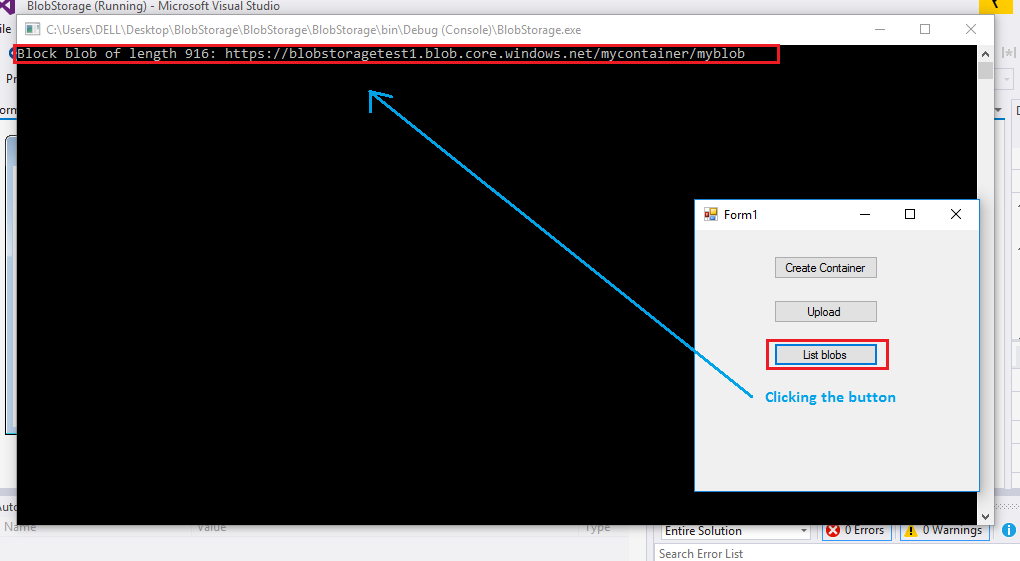 BlobStorage (Running) - Microsoft Visual Studio
C:\Users\DELL\Desktop\BlobStorage\BlobStorage\BlobStorage\bin\Debug (Console)\BlobStorage.exe
Block blob of length 916: https://blobstoragetest1.blob.core.windows.net/mycontainer/myblob
Form1
Create Container
Upload
List blobs
Clicking the button
Name
Value
Type
Entire Solution
0 Errors
0 Warnings
Search Error List